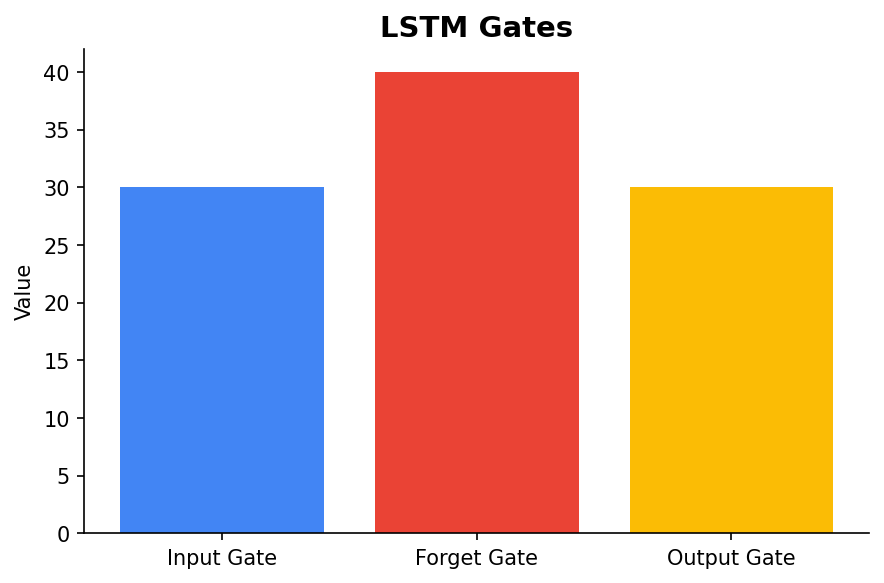 LSTM Gates
Value
40
35
30
25
20
15
10
5
0
Input Gate
Forget Gate
Output Gate